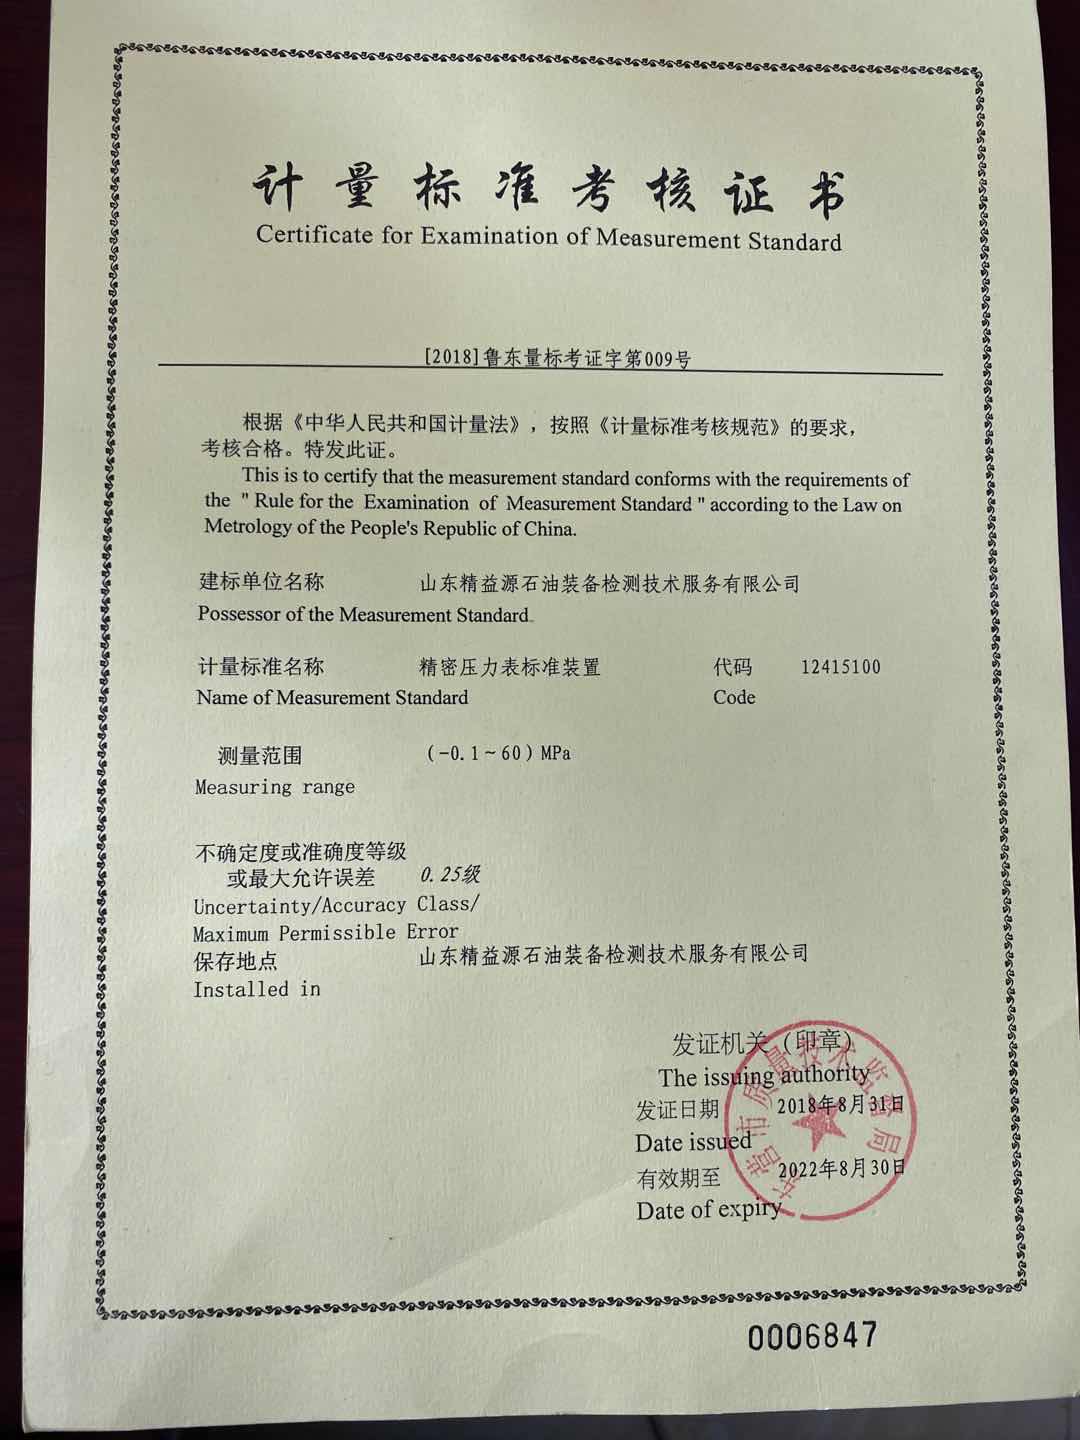 计量标准考核证书
Certificate for Examination of Measurement Standard
[2018]鲁东量标考证字第009号
根据《中华人民共和国计量法》，按照《计量标准考核规范》的要求，
考核合格。特发此证。
This is to certify that the measurement standard conforms with the requirements of
the " Rule for the Examination of Measurement Standard " according to the Law on
Metrology of the People's Republic of China.
建标单位名称 山东精益源石油装备检测技术服务有限公司
Possessor of the Measurement Standard
计量标准名称 精密压力表标准装置 代码 12415100
Name of Measurement Standard Code
测量范围 (-0.1~60)MPa
Measuring range
不确定度或准确度等级
或最大允许误差 0.25级
Uncertainty/Accuracy Class/
Maximum Permissible Error
保存地点 山东精益源石油装备检测技术服务有限公司
Installed in
发证机关（印章）
The issuing authority
发证日期 2018年8月31日
Date issued
有效期至 2022年8月30日
Date of expiry
东营市质量技术监督局
0006847